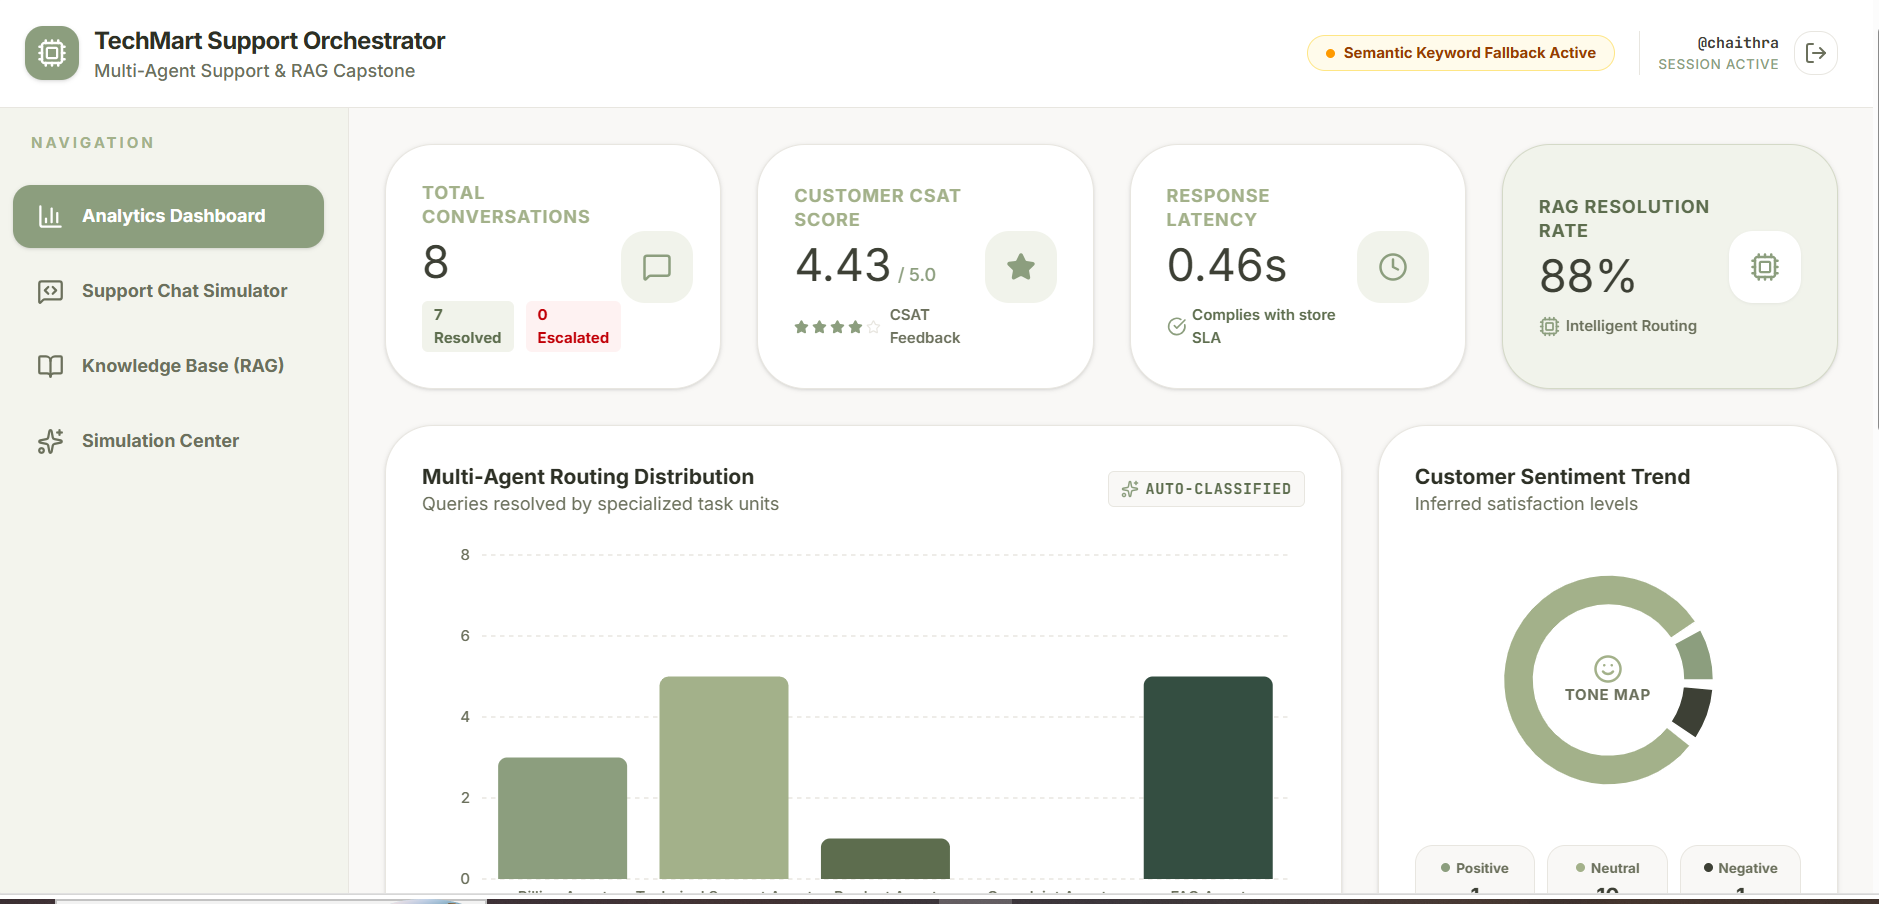 TechMart Support Orchestrator
Multi-Agent Support & RAG Capstone
Semantic Keyword Fallback Active
@chaithra
SESSION ACTIVE
NAVIGATION
Analytics Dashboard
Support Chat Simulator
Knowledge Base (RAG)
Simulation Center
TOTAL
CONVERSATIONS
8
7
Resolved
0
Escalated
CUSTOMER CSAT
SCORE
4.43 / 5.0
CSAT
Feedback
RESPONSE
LATENCY
0.46s
Complies with store
SLA
RAG RESOLUTION
RATE
88%
Intelligent Routing
Multi-Agent Routing Distribution
Queries resolved by specialized task units
AUTO-CLASSIFIED
8
6
4
2
0
Customer Sentiment Trend
Inferred satisfaction levels
TONE MAP
Positive
Neutral
Negative